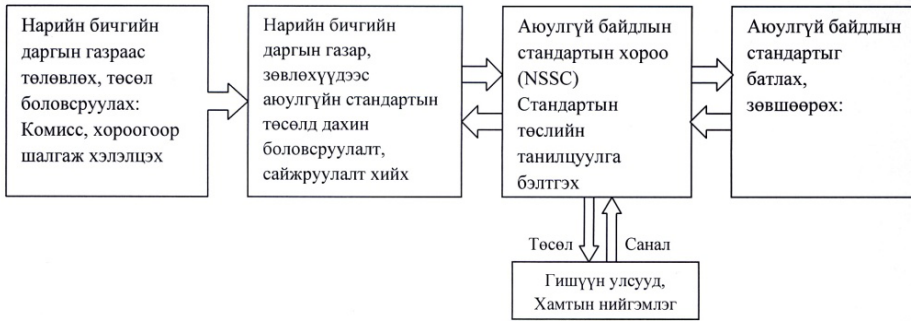 Нарийн бичгийн
даргын газраас
төлөвлөх, төсөл
боловсруулах:
Комисс, хороогоор
шалгаж хэлэлцэх
Нарийн бичгийн
даргын газар,
зөвлөхүүдээс
аюулгүйн стандартын
төсөлд дахин
боловсруулалт,
сайжруулалт хийх
Аюулгүй байдлын
стандартын хороо
(NSSC)
Стандартын
төслийн
танилцуулга
бэлтгэх
Аюулгүй байдлын
стандартыг
батлах,
зөвшөөрөх:
Төсөл
Санал
Гишүүн улсууд,
Хамтын нийгэмлэг